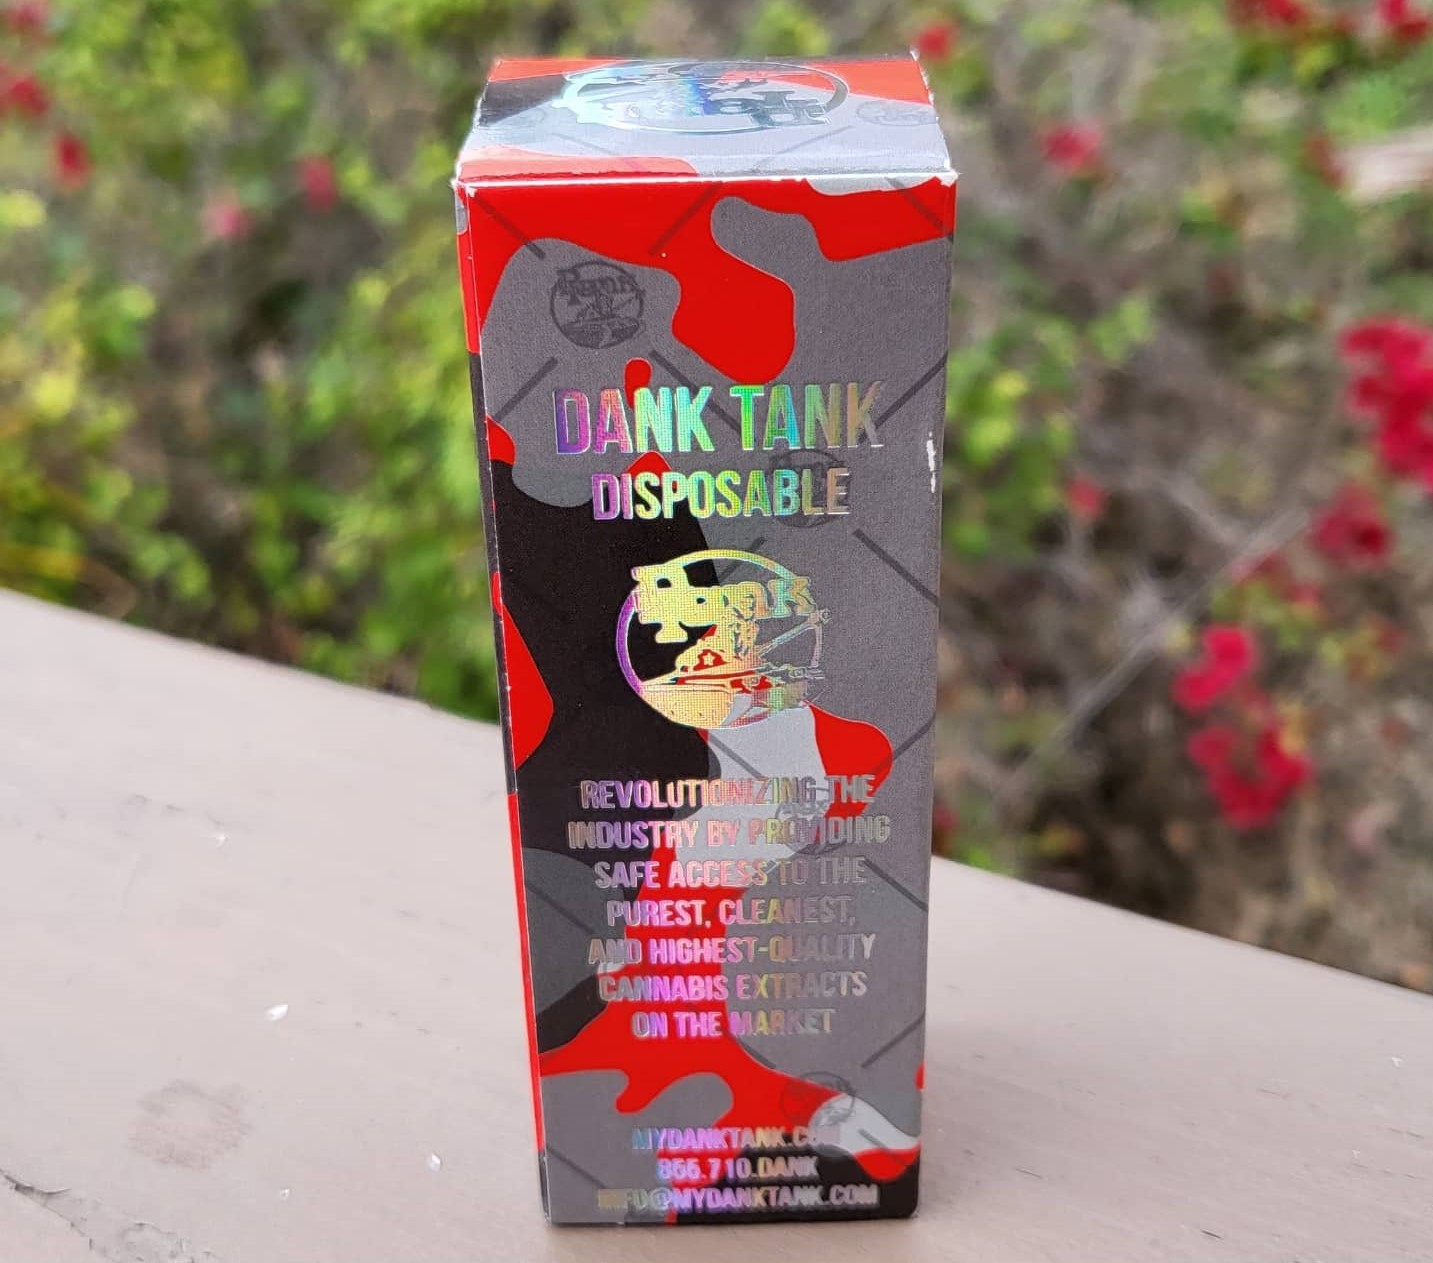 DANK TANK
DISPOSABLE
REVOLUTIONIZING THE
INDUSTRY BY PROVIDING
SAFE ACCESS TO THE
PUREST, CLEANEST,
AND HIGHEST-QUALITY
CANNABIS EXTRACTS
ON THE MARKET
MYDANKTANK.COM
866.710.DANK
INFO@MYDANKTANK.COM